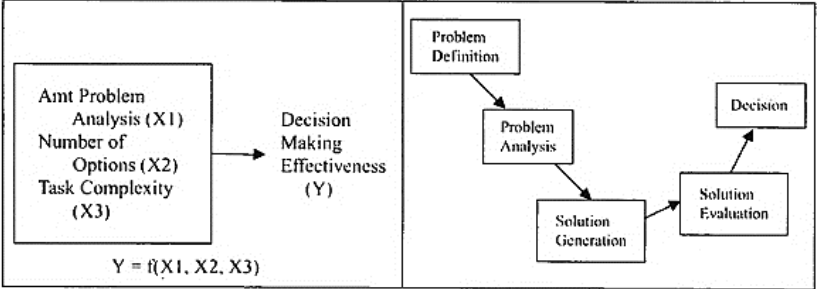 Amt Problem
Analysis (X1)
Number of
Options (X2)
Task Complexity
(X3)
Decision
Making
Effectiveness
(Y)
Y = f(X1, X2, X3)
Problem
Definition
Problem
Analysis
Solution
Generation
Solution
Evaluation
Decision